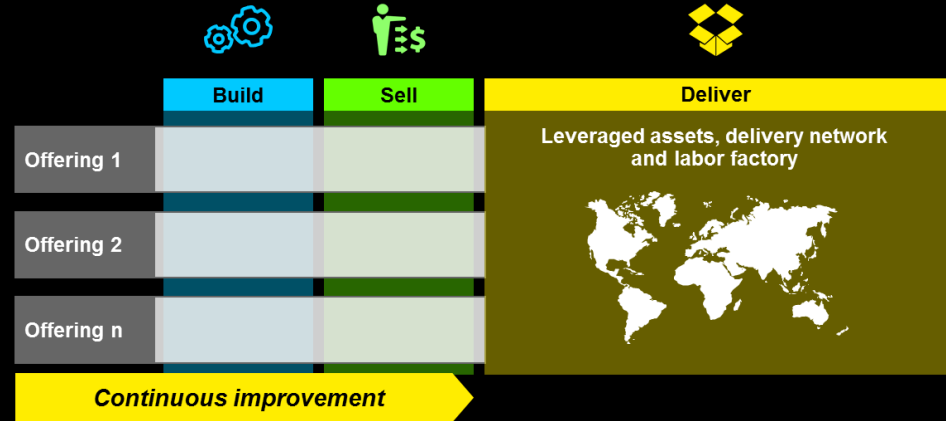 $
Build
Sell
Deliver
Leveraged assets, delivery network
and labor factory
Offering 1
Offering 2
Offering n
Continuous improvement